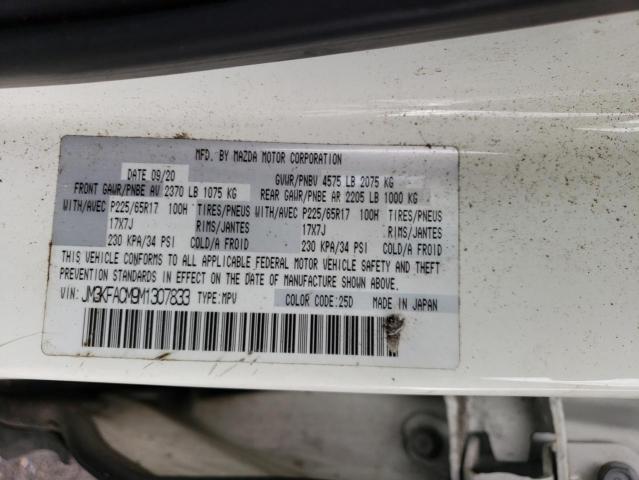 MFD. BY MAZDA MOTOR CORPORATION
DATE 09/20 GVWR/PNBV 4575 LB 2075 KG
FRONT GAWR/PNBE AV 2370 LB 1075 KG REAR GAWR/PNBE AR 2205 LB 1000 KG
WITH/AVEC P225/65R17 100H TIRES/PNEUS WITH/AVEC P225/65R17 100H TIRES/PNEUS
17X7J RIMS/JANTES 17X7J RIMS/JANTES
230 KPA/34 PSI COLD/A FROID 230 KPA/34 PSI COLD/A FROID
THIS VEHICLE CONFORMS TO ALL APPLICABLE FEDERAL MOTOR VEHICLE SAFETY AND THEFT
PREVENTION STANDARDS IN EFFECT ON THE DATE OF MANUFACTURE SHOWN ABOVE.
VIN: JM3KFACM9M1307833 TYPE:MPV COLOR CODE:25D MADE IN JAPAN